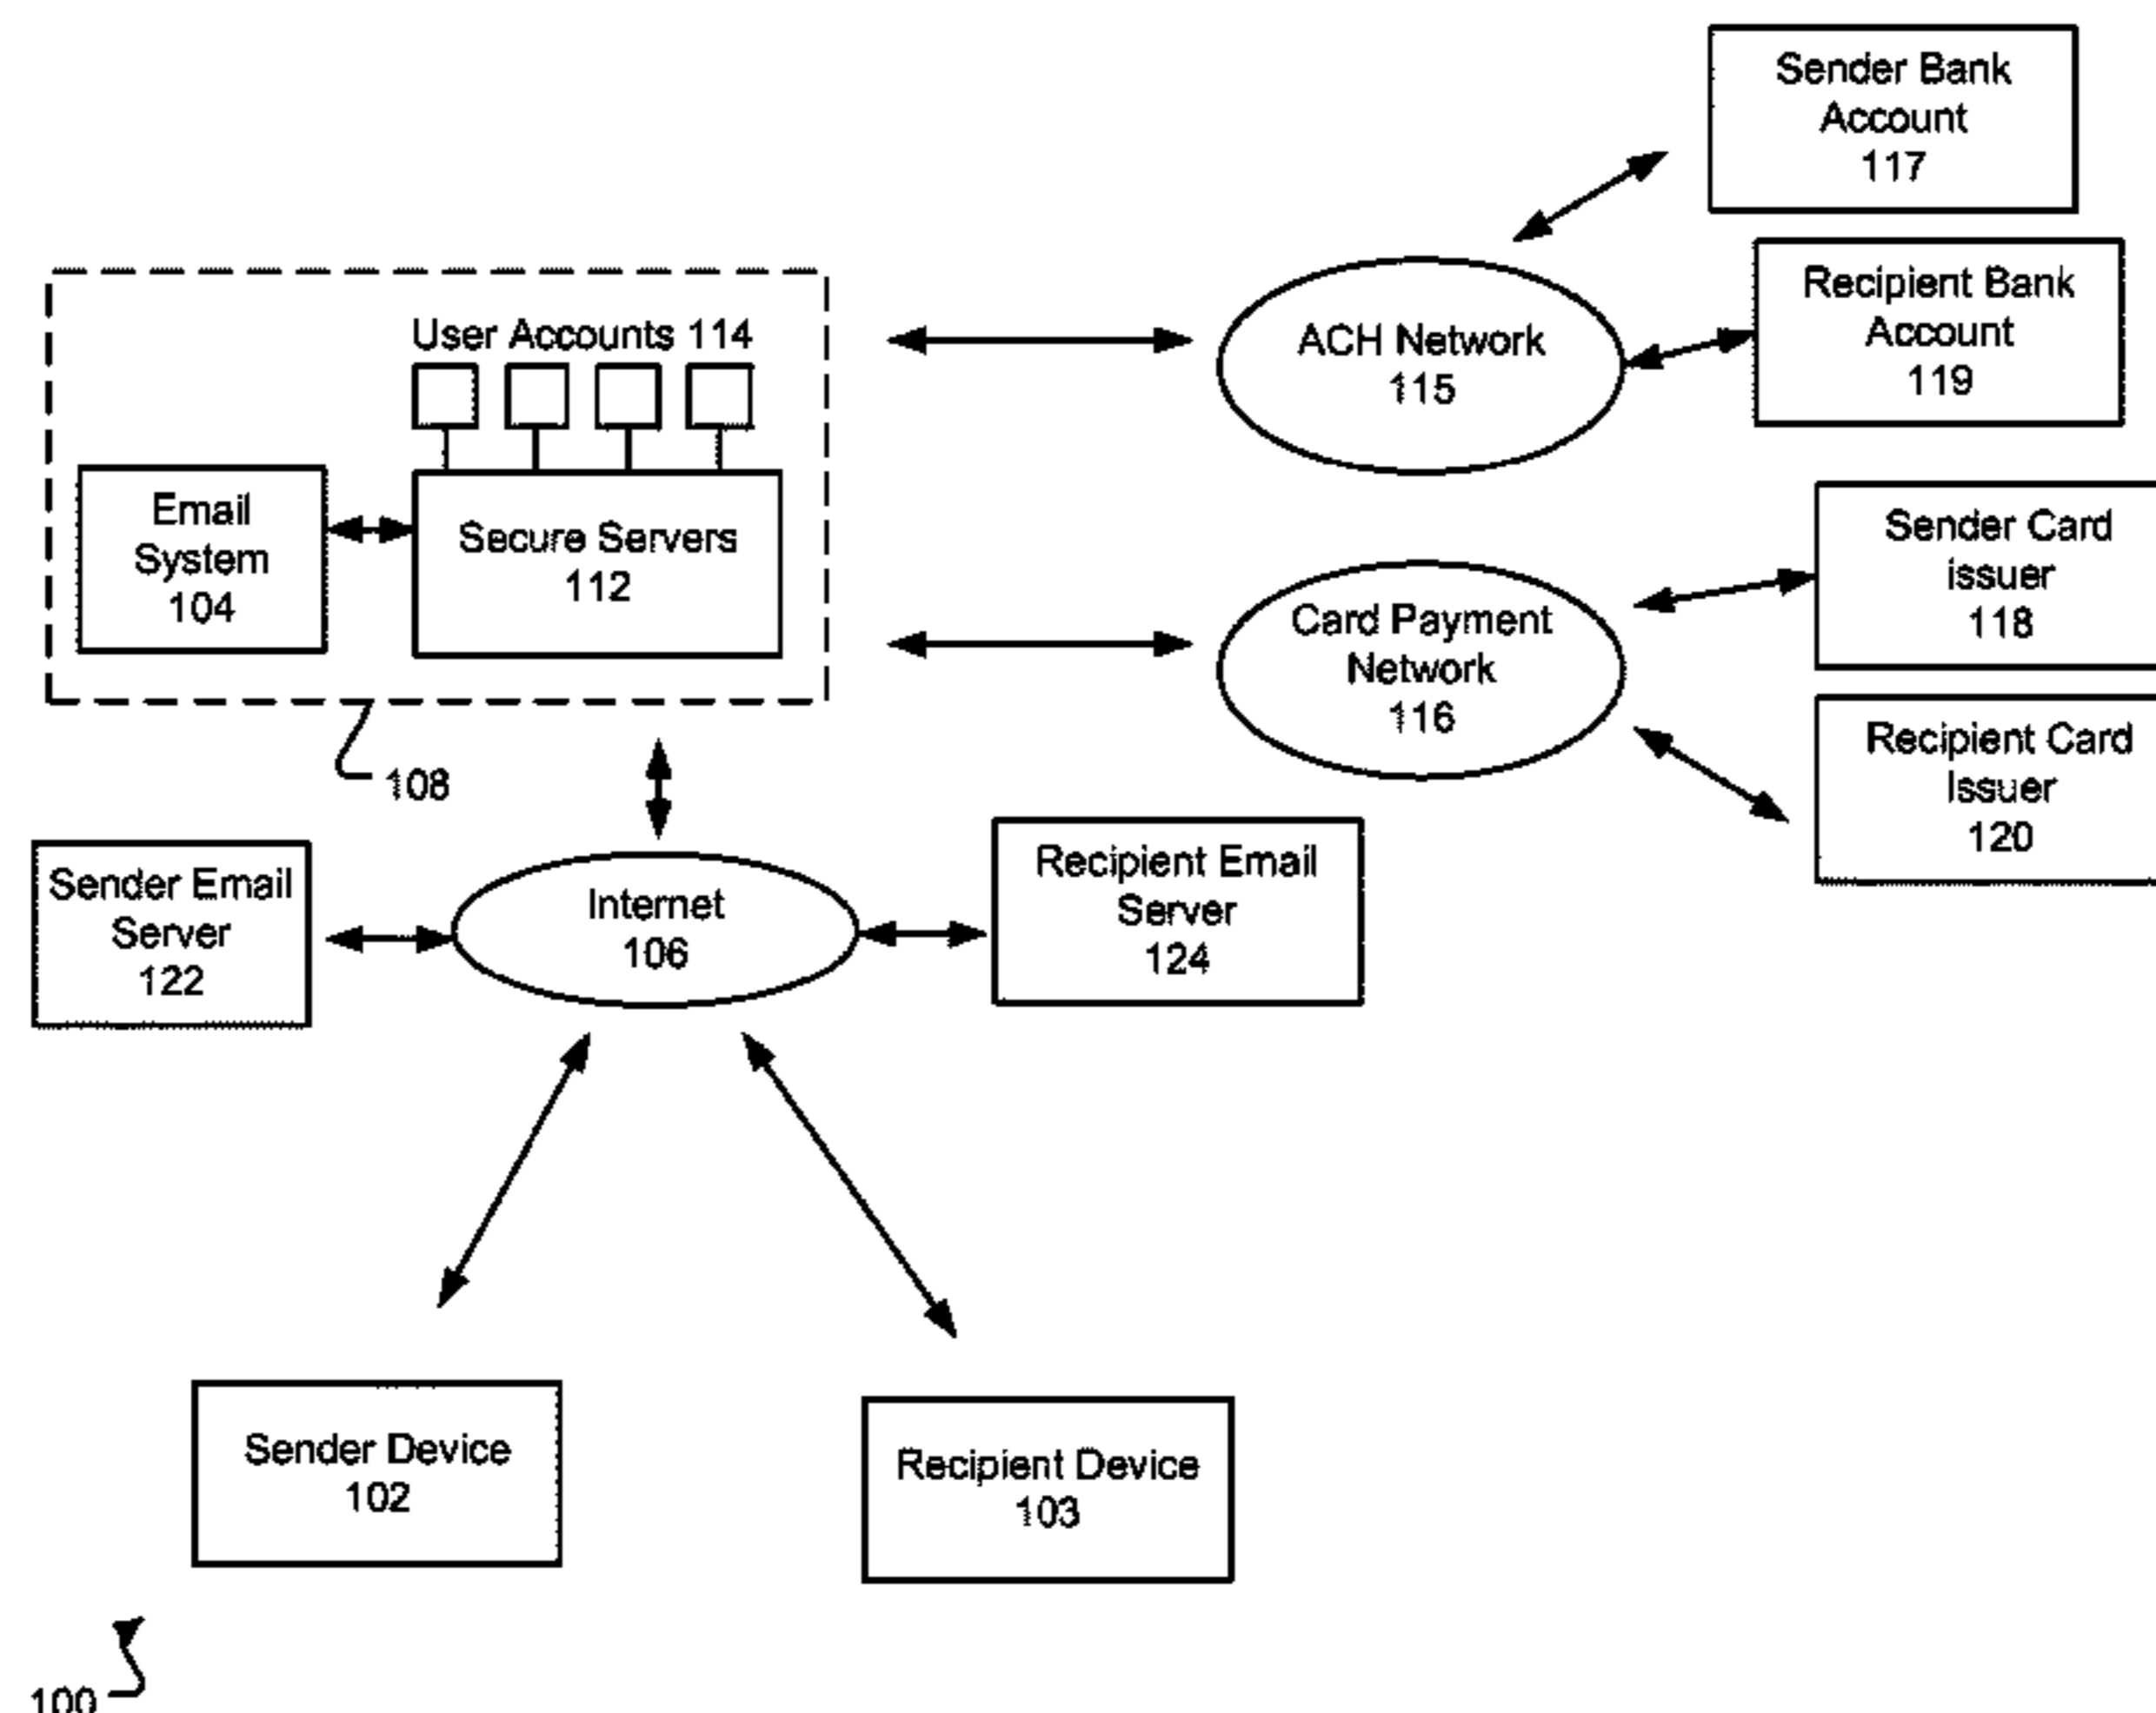 Sender Bank
Account
117
Recipient Bank
Account
119
User Accounts 114
ACH Network
115
Email
System
104
Secure Servers
112
Sender Card
issuer
118
Card Payment
Network
116
Recipient Card
Issuer
120
108
Sender Email
Server
122
Internet
106
Recipient Email
Server
124
Sender Device
102
Recipient Device
103
100